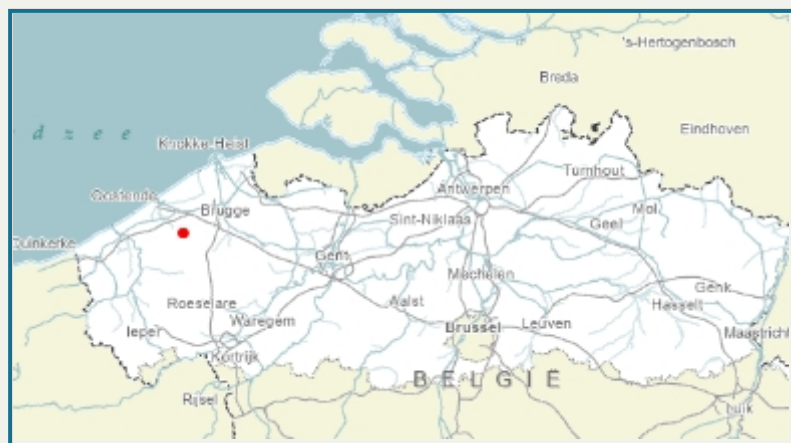 's-Hertogenbosch
Breda
d z e e
Eindhoven
Knokke-Heist
Turnhout
Antwerpen
Oostende
Mol
Brugge
Sint-Niklaas
Geel
Duinkerke
Gent
Mechelen
Genk
Roeselare
Aalst
Hasselt
Waregem
Brussel
Leuven
Ieper
Maastricht
Kortrijk
BELGIË
Rijsel
Luik